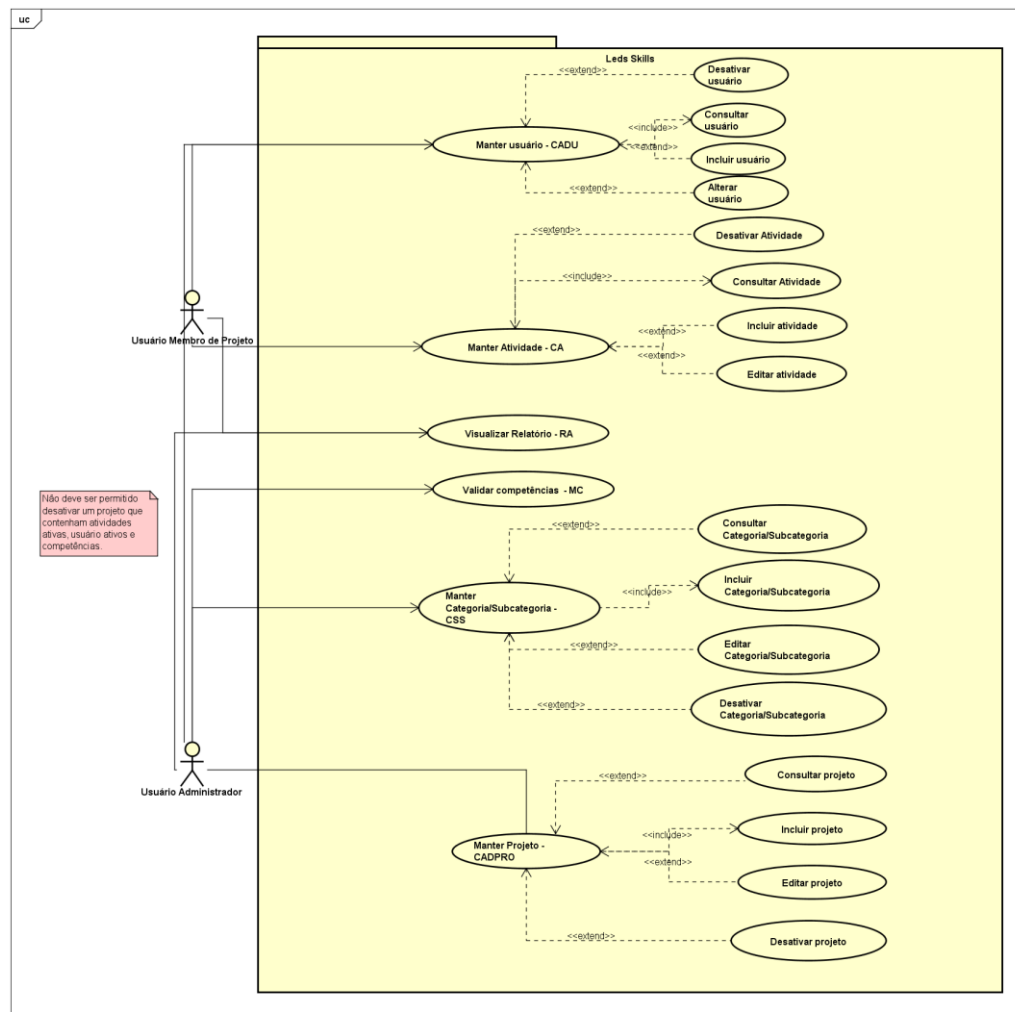 uc
Leds Skills
<<extend>>
Desativar
usuário
Consultar
usuário
<<include>>
Manter usuário - CADU
<<extend>>
Incluir usuário
<<extend>>
Alterar
usuário
<<extend>>
Desativar Atividade
<<include>>
Consultar Atividade
Usuário Membro de Projeto
Incluir atividade
<<extend>>
Manter Atividade - CA
<<extend>>
Editar atividade
Visualizar Relatório - RA
Validar competências - MC
Não deve ser permitido
desativar um projeto que
contenham atividades
ativas, usuário ativos e
competências.
<<extend>>
Consultar
Categoria/Subcategoria
Manter
Categoria/Subcategoria -
CSS
<<include>>
Incluir
Categoria/Subcategoria
<<extend>>
Editar
Categoria/Subcategoria
<<extend>>
Desativar
Categoria/Subcategoria
Usuário Administrador
<<extend>>
Consultar projeto
<<include>>
Incluir projeto
Manter Projeto -
CADPRO
<<extend>>
Editar projeto
<<extend>>
Desativar projeto